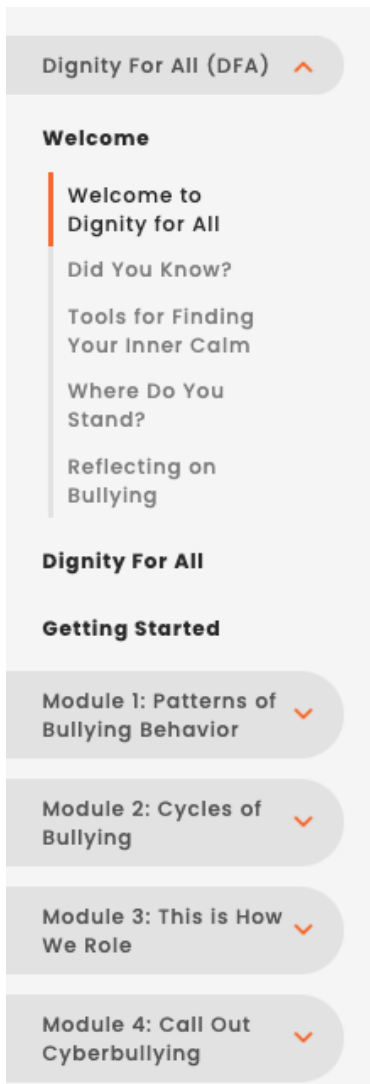 Dignity For All (DFA)
Welcome
Welcome to
Dignity for All
Did You Know?
Tools for Finding
Your Inner Calm
Where Do You
Stand?
Reflecting on
Bullying
Dignity For All
Getting Started
Module 1: Patterns of
Bullying Behavior
Module 2: Cycles of
Bullying
Module 3: This is How
We Role
Module 4: Call Out
Cyberbullying